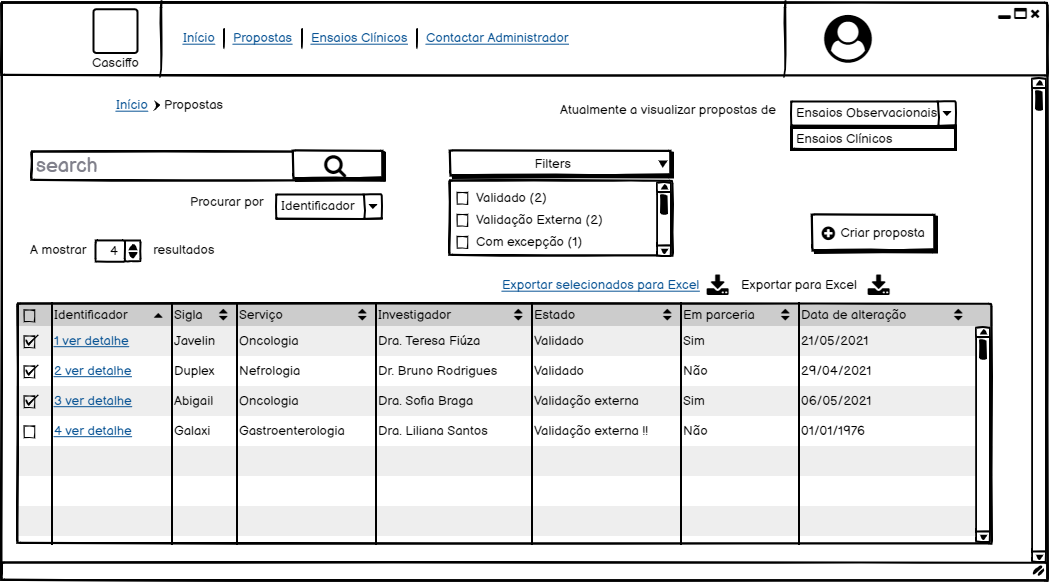 Casciffo
Início Propostas Ensaios Clínicos Contactar Administrador
Início Propostas
Atualmente a visualizar propostas de
Ensaios Observacionais
Ensaios Clínicos
search
Procurar por Identificador
A mostrar 4 resultados
Filters
Validado (2)
Validação Externa (2)
Com excepção (1)
Criar proposta
Exportar selecionados para Excel Exportar para Excel
Identificador Sigla Serviço Investigador Estado Em parceria Data de alteração
1 ver detalhe Javelin Oncologia Dra. Teresa Fiúza Validado Sim 21/05/2021
2 ver detalhe Duplex Nefrologia Dr. Bruno Rodrigues Validado Não 29/04/2021
3 ver detalhe Abigail Oncologia Dra. Sofia Braga Validação externa Sim 06/05/2021
4 ver detalhe Galaxi Gastroenterologia Dra. Liliana Santos Validação externa !! Não 01/01/1976